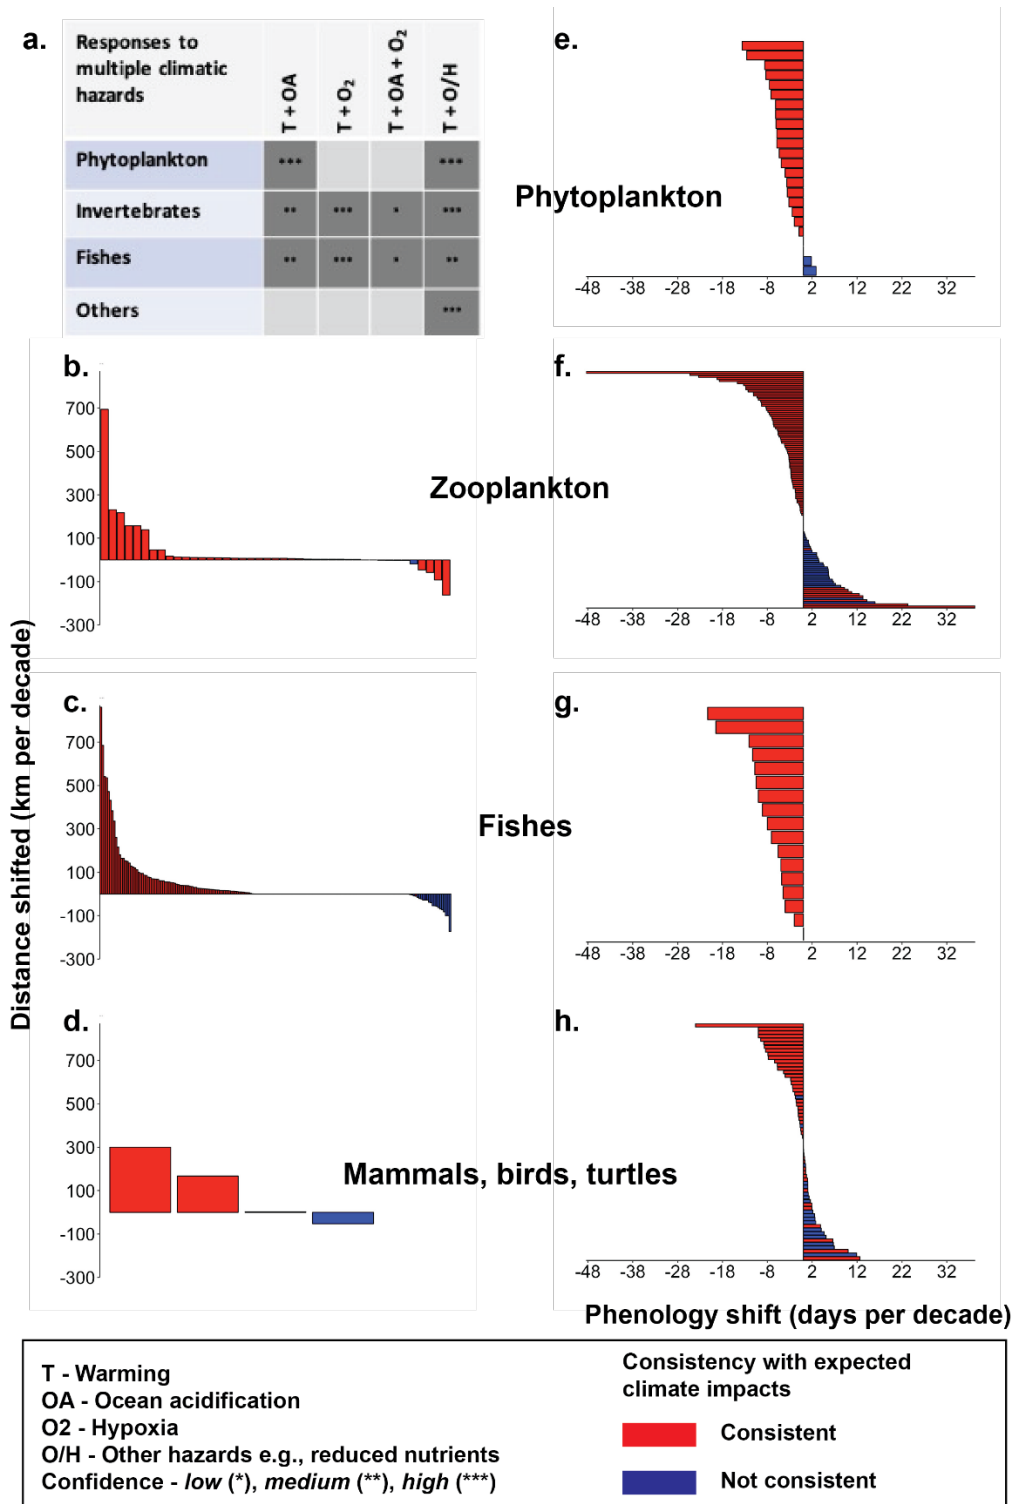 a.
Responses to
multiple climatic
hazards
T + OA
T + O₂
T + OA + O₂
T + O/H
Phytoplankton
***
***
Invertebrates
**
***
*
***
Fishes
**
***
*
**
Others
***
e.
Phytoplankton
-48 -38 -28 -18 -8 2 12 22 32
b.
700
500
300
100
-100
-300
f.
Zooplankton
-48 -38 -28 -18 -8 2 12 22 32
c.
700
500
300
100
-100
-300
g.
Fishes
-48 -38 -28 -18 -8 2 12 22 32
Distance shifted (km per decade)
d.
700
500
300
100
-100
-300
h.
Mammals, birds, turtles
-48 -38 -28 -18 -8 2 12 22 32
Phenology shift (days per decade)
T - Warming
OA - Ocean acidification
O2 - Hypoxia
O/H - Other hazards e.g., reduced nutrients
Confidence - low (*), medium (**), high (***)
Consistency with expected
climate impacts
Consistent
Not consistent